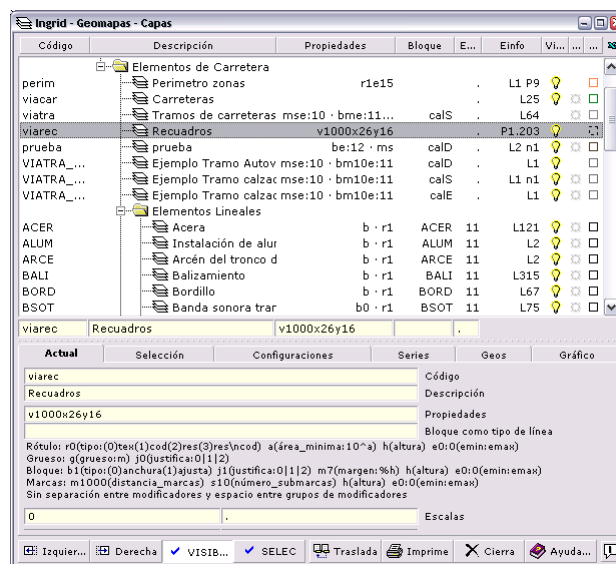 Ingrid - Geomapas - Capas
Código Descripción Propiedades Bloque E... Einfo Vi... ... ...
Elementos de Carretera
perim Perimetro zonas r1e15 . L1 P9
viacar Carreteras . L25
viatra Tramos de carreteras mse:10 · bme:11... calS . L64
viarec Recuadros v1000x26y16 . P1.203
prueba prueba be:12 · ms calD . L2 n1
VIATRA_... Ejemplo Tramo Autov mse:10 · bm10e:11 calD . L1
VIATRA_... Ejemplo Tramo calzac mse:10 · bm10e:11 calS . L1 n1
VIATRA_... Ejemplo Tramo calzac mse:10 · bm10e:11 calE . L1
Elementos Lineales
ACER Acera b · r1 ACER 11 L121
ALUM Instalación de alur b · r1 ALUM 11 L2
ARCE Arcén del tronco d b · r1 ARCE 11 L2
BALI Balizamiento b · r1 BALI 11 L315
BORD Bordillo b · r1 BORD 11 L67
BSOT Banda sonora trar b0 · r1 BSOT 11 L75
viarec Recuadros v1000x26y16 .
Actual Selección Configuraciones Series Geos Gráfico
viarec Código
Recuadros Descripción
v1000x26y16 Propiedades
Bloque como tipo de línea
Rótulo: r0(tipo:(0)tex(1)cod(2)res(3)res\ncod) a(área_minima:10^a) h(altura) e0:0(emin:emax)
Grueso: g(grueso:m) j0(justifica:0|1|2)
Bloque: b1(tipo:(0)anchura(1)ajusta) j1(justifica:0|1|2) m7(margen:%h) h(altura) e0:0(emin:emax)
Marcas: m1000(distancia_marcas) s10(número_submarcas) h(altura) e0:0(emin:emax)
Sin separación entre modificadores y espacio entre grupos de modificadores
0 . Escalas
Izquier... Derecha VISIB... SELEC Traslada Imprime Cierra Ayuda...